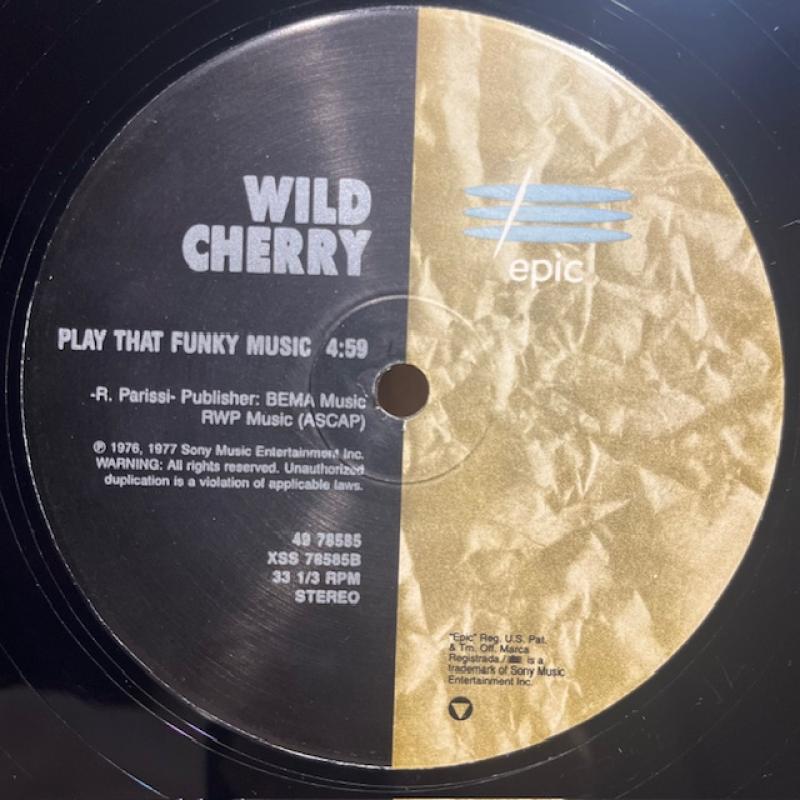 WILD
CHERRY
PLAY THAT FUNKY MUSIC 4:59
-R. Parissi- Publisher: BEMA Music
RWP Music (ASCAP)
℗ 1976, 1977 Sony Music Entertainment Inc.
WARNING: All rights reserved. Unauthorized
duplication is a violation of applicable laws.
49 78585
XSS 78585B
33 1/3 RPM
STEREO
epic
"Epic" Reg. U.S. Pat.
& Tm. Off. Marca
Registrada./ is a
trademark of Sony Music
Entertainment Inc.